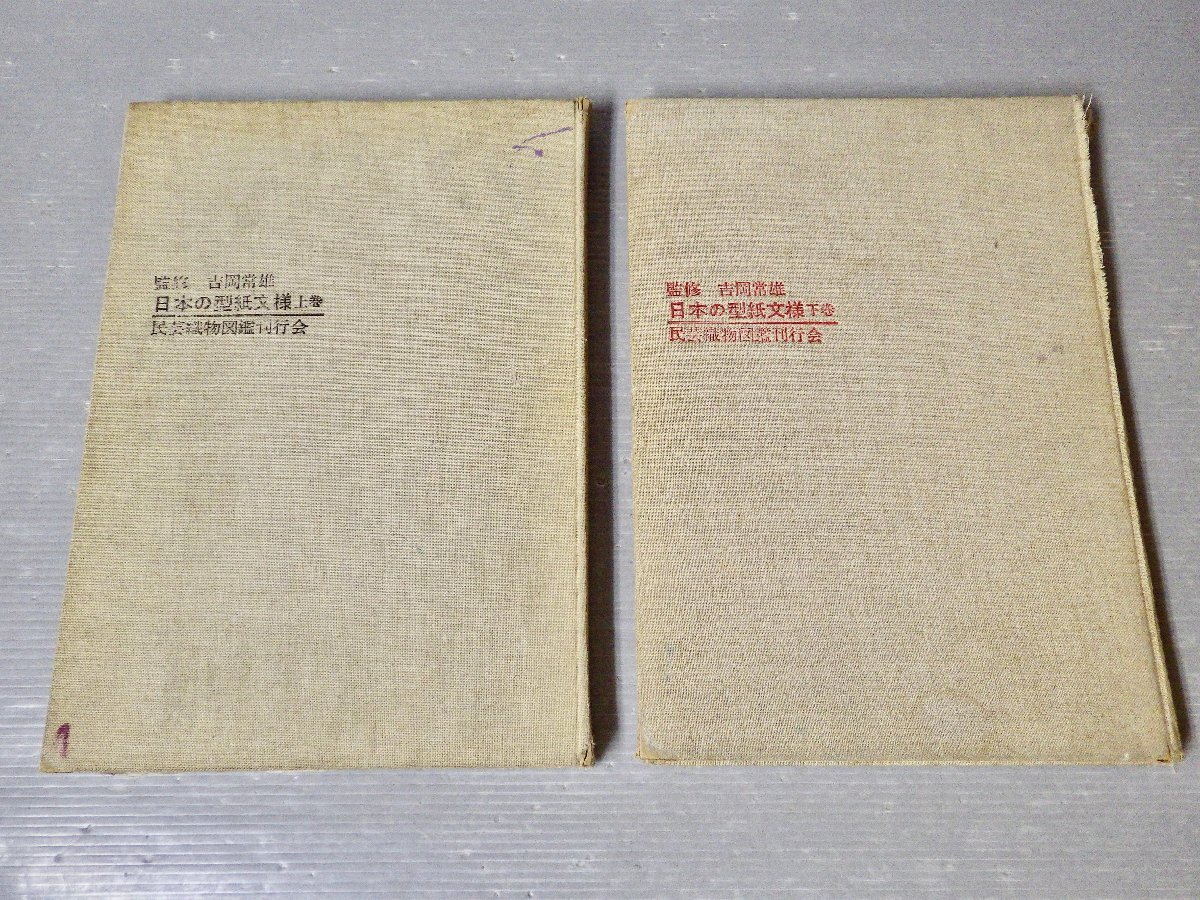 監修 吉岡常雄
日本の型紙文様上巻
民芸織物図鑑刊行会
1
監修 吉岡常雄
日本の型紙文様下巻
民芸織物図鑑刊行会